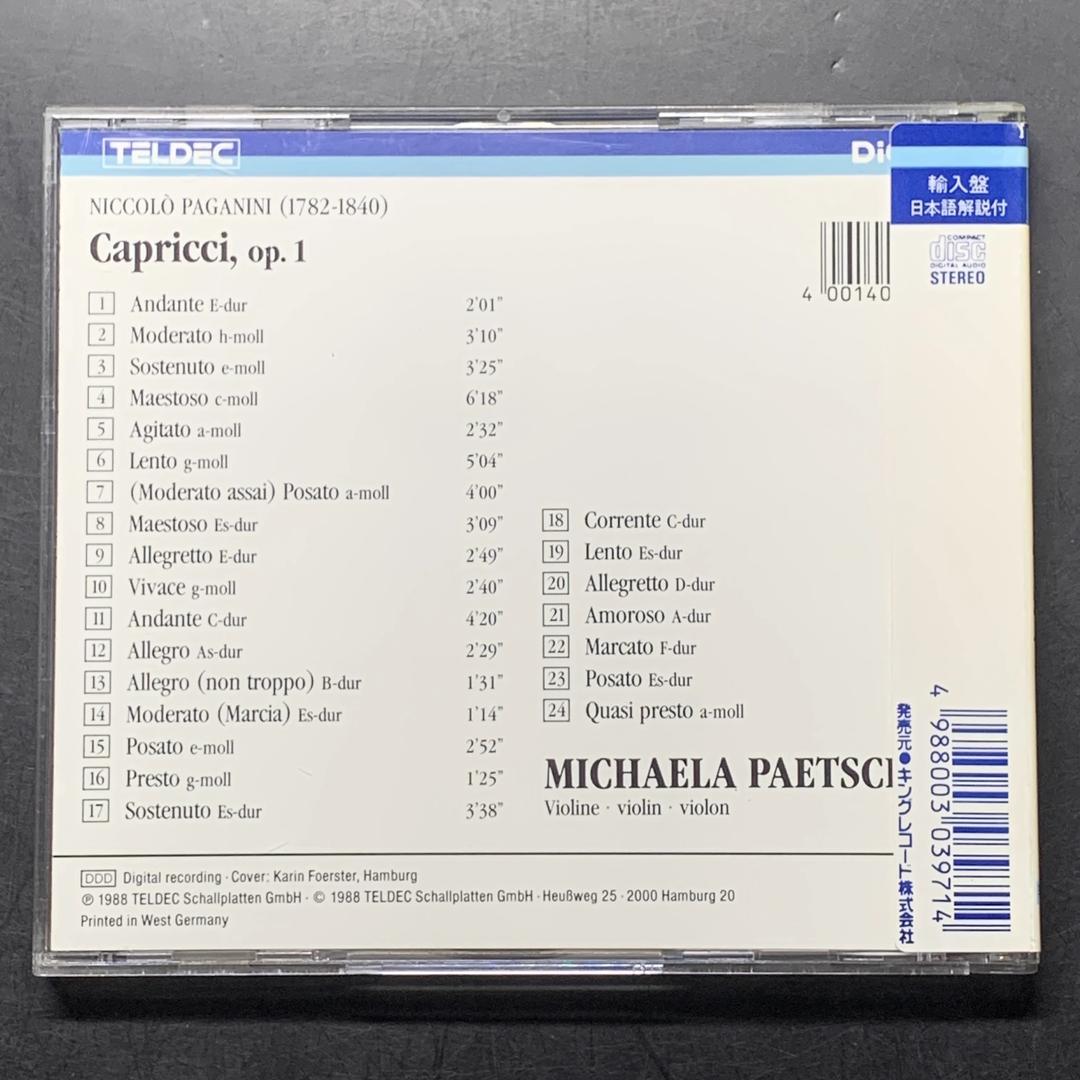 TELDEC
NICCOLÒ PAGANINI (1782-1840)
Capricci, op. 1
1 Andante E-dur 2'01"
2 Moderato h-moll 3'10"
3 Sostenuto e-moll 3'25"
4 Maestoso c-moll 6'18"
5 Agitato a-moll 2'32"
6 Lento g-moll 5'04"
7 (Moderato assai) Posato a-moll 4'00"
8 Maestoso Es-dur 3'09"
9 Allegretto E-dur 2'49"
10 Vivace g-moll 2'40"
11 Andante C-dur 4'20"
12 Allegro As-dur 2'29"
13 Allegro (non troppo) B-dur 1'31"
14 Moderato (Marcia) Es-dur 1'14"
15 Posato e-moll 2'52"
16 Presto g-moll 1'25"
17 Sostenuto Es-dur 3'38"
18 Corrente C-dur
19 Lento Es-dur
20 Allegretto D-dur
21 Amoroso A-dur
22 Marcato F-dur
23 Posato Es-dur
24 Quasi presto a-moll
MICHAELA PAETSC
Violine · violin · violon
DDD Digital recording · Cover: Karin Foerster, Hamburg
℗ 1988 TELDEC Schallplatten GmbH · © 1988 TELDEC Schallplatten GmbH · Heußweg 25 · 2000 Hamburg 20
Printed in West Germany
4 00140
輸入盤
日本語解説付
COMPACT
disc
DIGITAL AUDIO
STEREO
発売元●キングレコード株式会社
4 988003 039714